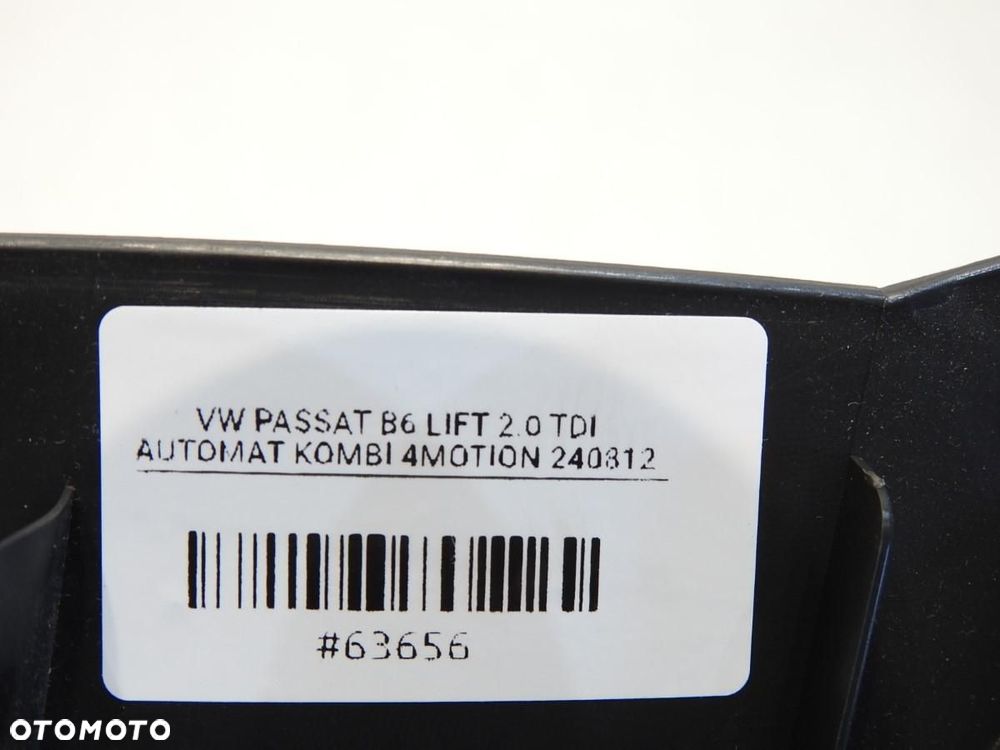 VW PASSAT B6 LIFT 2.0 TDI
AUTOMAT KOMBI 4MOTION 240812
#63656
OTOMOTO